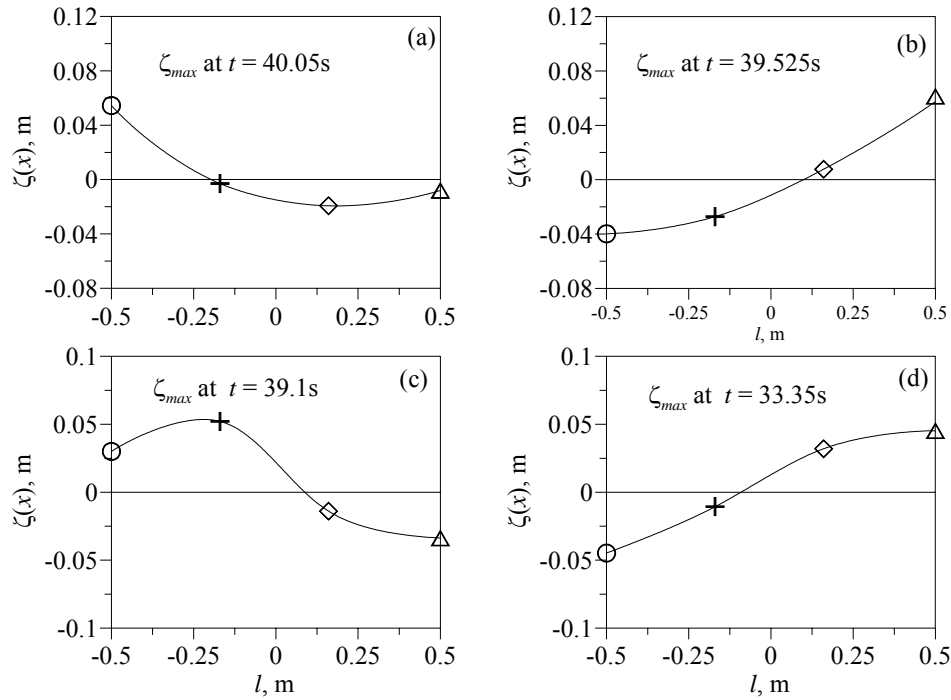 0.12
0.08
0.04
0
-0.04
-0.08
ζ(x), m
(a)
ζmax at t = 40.05s
-0.5
-0.25
0
0.25
0.5
0.12
0.08
0.04
0
-0.04
-0.08
ζ(x), m
(b)
ζmax at t = 39.525s
-0.5
-0.25
0
0.25
0.5
l, m
0.1
0.05
0
-0.05
-0.1
ζ(x), m
(c)
ζmax at t = 39.1s
-0.5
-0.25
0
0.25
0.5
l, m
0.1
0.05
0
-0.05
-0.1
ζ(x), m
(d)
ζmax at t = 33.35s
-0.5
-0.25
0
0.25
0.5
l, m